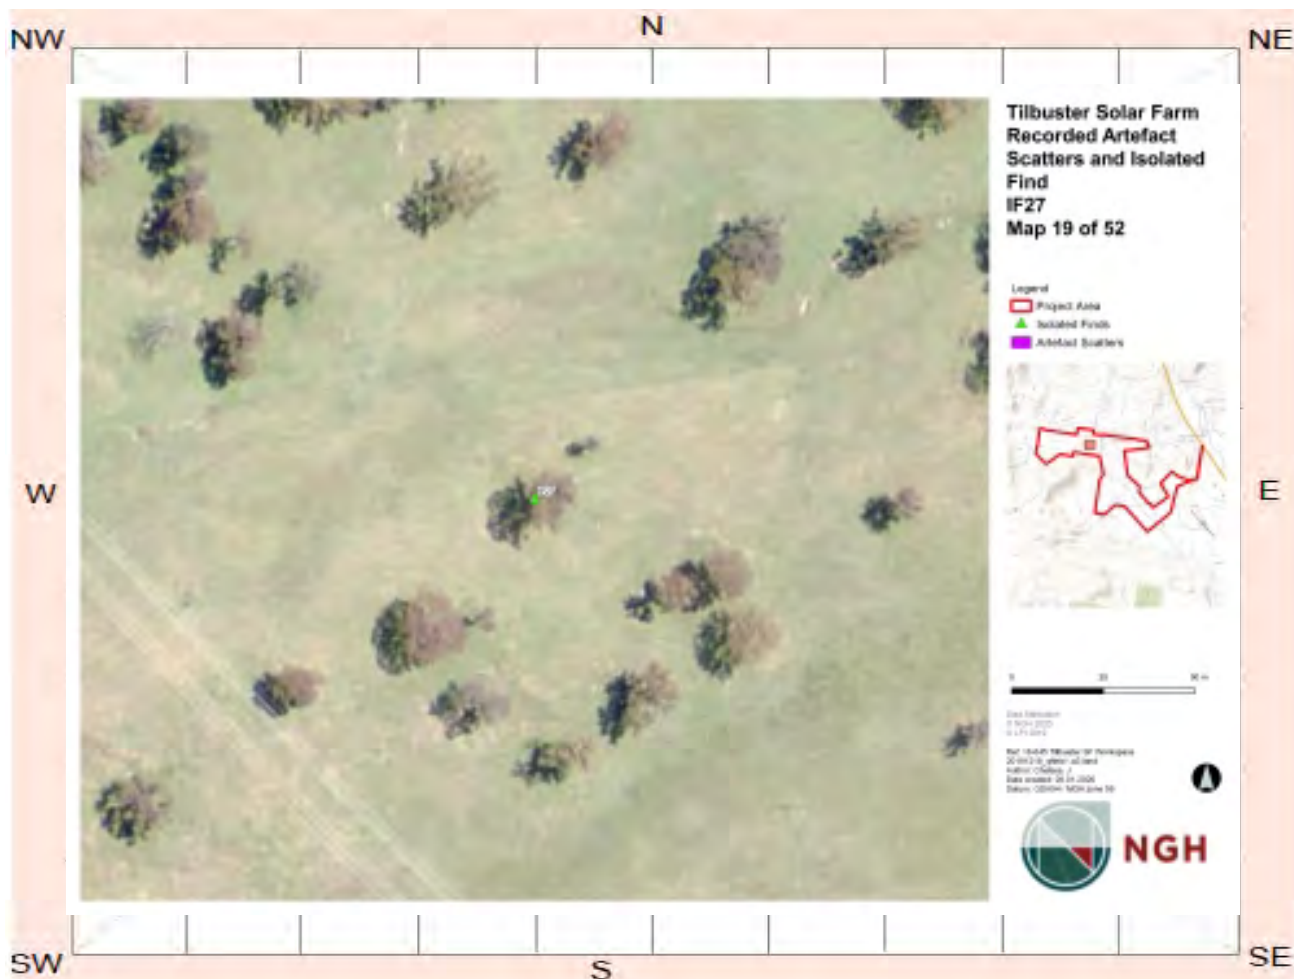 NW
N
NE
Tilbuster Solar Farm
Recorded Artefact
Scatters and Isolated
Find
IF27
Map 19 of 52
Legend
Project Area
Isolated Finds
Artefact Scatters
W
E
NGH
SW
S
SE